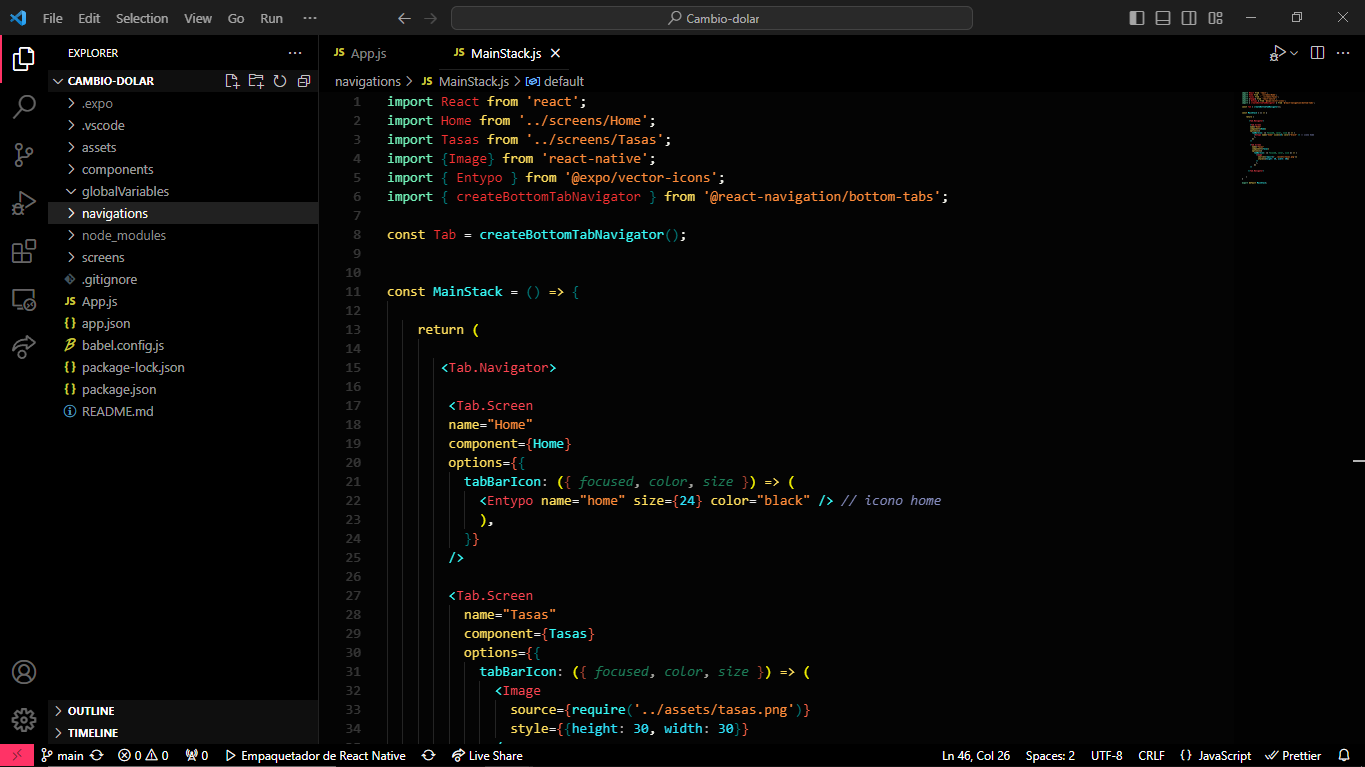 File Edit Selection View Go Run ··· Cambio-dolar
EXPLORER ···
CAMBIO-DOLAR
.expo
.vscode
assets
components
globalVariables
navigations
node_modules
screens
.gitignore
JS App.js
{} app.json
babel.config.js
{} package-lock.json
{} package.json
README.md
OUTLINE
TIMELINE
JS App.js JS MainStack.js
navigations > JS MainStack.js > default
1 import React from 'react';
2 import Home from '../screens/Home';
3 import Tasas from '../screens/Tasas';
4 import {Image} from 'react-native';
5 import { Entypo } from '@expo/vector-icons';
6 import { createBottomTabNavigator } from '@react-navigation/bottom-tabs';
7
8 const Tab = createBottomTabNavigator();
9
10
11 const MainStack = () => {
12
13 return (
14
15 <Tab.Navigator>
16
17 <Tab.Screen
18 name="Home"
19 component={Home}
20 options={{
21 tabBarIcon: ({ focused, color, size }) => (
22 <Entypo name="home" size={24} color="black" /> // icono home
23 ),
24 }}
25 />
26
27 <Tab.Screen
28 name="Tasas"
29 component={Tasas}
30 options={{
31 tabBarIcon: ({ focused, color, size }) => (
32 <Image
33 source={require('../assets/tasas.png')}
34 style={{height: 30, width: 30}}
main 0 0 0 Empaquetador de React Native Live Share Ln 46, Col 26 Spaces: 2 UTF-8 CRLF {} JavaScript Prettier